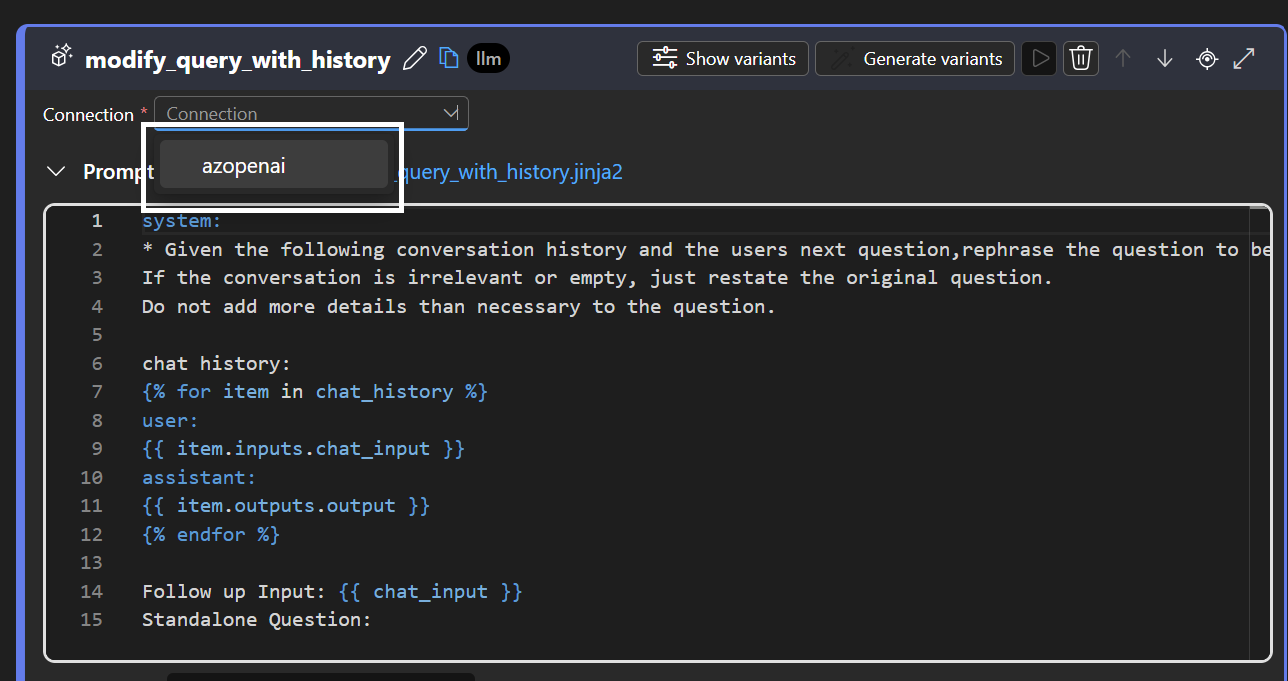 modify_query_with_history llm Show variants Generate variants
Connection * Connection
azopenai
Prompt query_with_history.jinja2
1 system:
2 * Given the following conversation history and the users next question,rephrase the question to be
3 If the conversation is irrelevant or empty, just restate the original question.
4 Do not add more details than necessary to the question.
5
6 chat history:
7 {% for item in chat_history %}
8 user:
9 {{ item.inputs.chat_input }}
10 assistant:
11 {{ item.outputs.output }}
12 {% endfor %}
13
14 Follow up Input: {{ chat_input }}
15 Standalone Question: